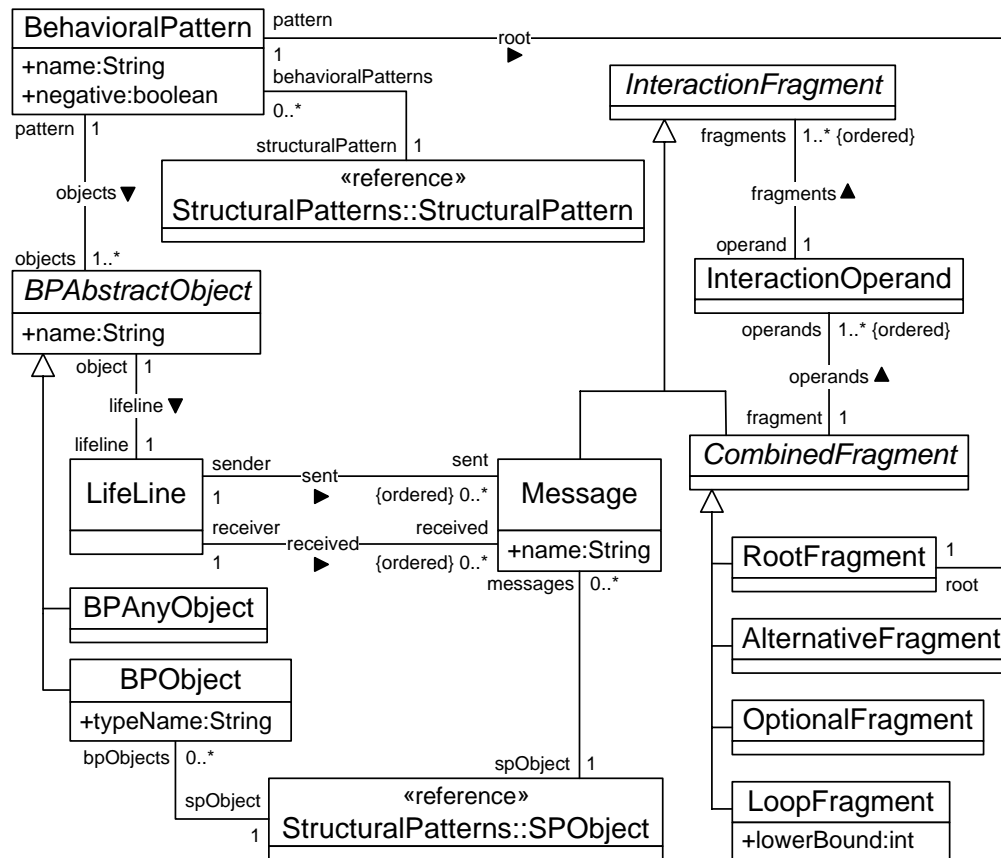 BehavioralPattern
+name:String
+negative:boolean
pattern
1
root ▶
behavioralPatterns
0..*
structuralPattern 1
«reference»
StructuralPatterns::StructuralPattern
pattern 1
objects ▼
objects 1..*
BPAbstractObject
+name:String
object 1
lifeline ▼
lifeline 1
LifeLine
sender
1
sent ▶
sent
{ordered} 0..*
receiver
1
received ▶
received
{ordered} 0..*
Message
+name:String
messages 0..*
InteractionFragment
fragments 1..* {ordered}
fragments ▲
operand 1
InteractionOperand
operands 1..* {ordered}
operands ▲
fragment 1
CombinedFragment
RootFragment
1
root
AlternativeFragment
OptionalFragment
LoopFragment
+lowerBound:int
BPAnyObject
BPObject
+typeName:String
bpObjects 0..*
spObject
1
spObject 1
«reference»
StructuralPatterns::SPObject